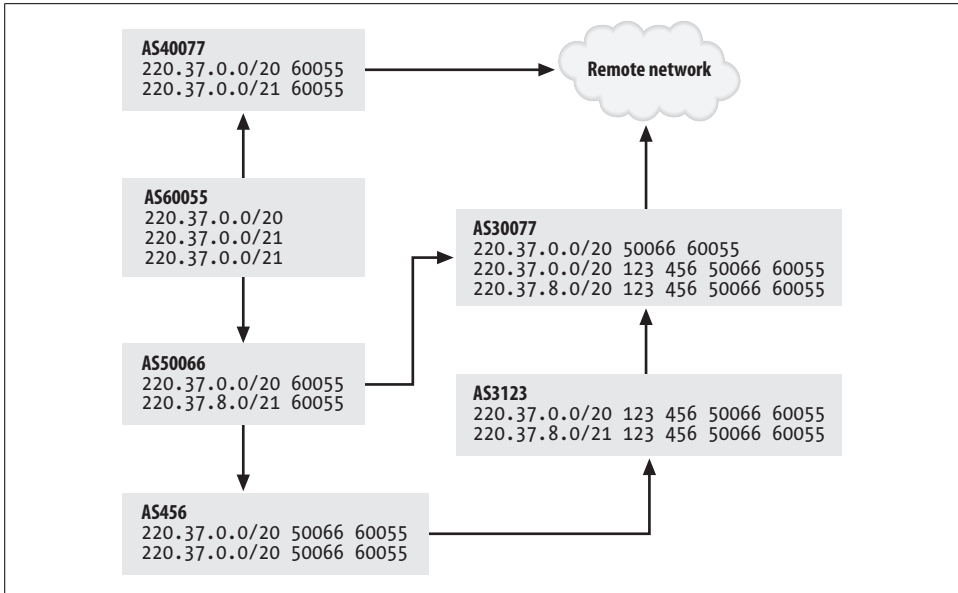 AS40077
220.37.0.0/20 60055
220.37.0.0/21 60055
Remote network
AS60055
220.37.0.0/20
220.37.0.0/21
220.37.0.0/21
AS30077
220.37.0.0/20 50066 60055
220.37.0.0/20 123 456 50066 60055
220.37.8.0/20 123 456 50066 60055
AS50066
220.37.0.0/20 60055
220.37.8.0/21 60055
AS3123
220.37.0.0/20 123 456 50066 60055
220.37.8.0/21 123 456 50066 60055
AS456
220.37.0.0/20 50066 60055
220.37.0.0/20 50066 60055